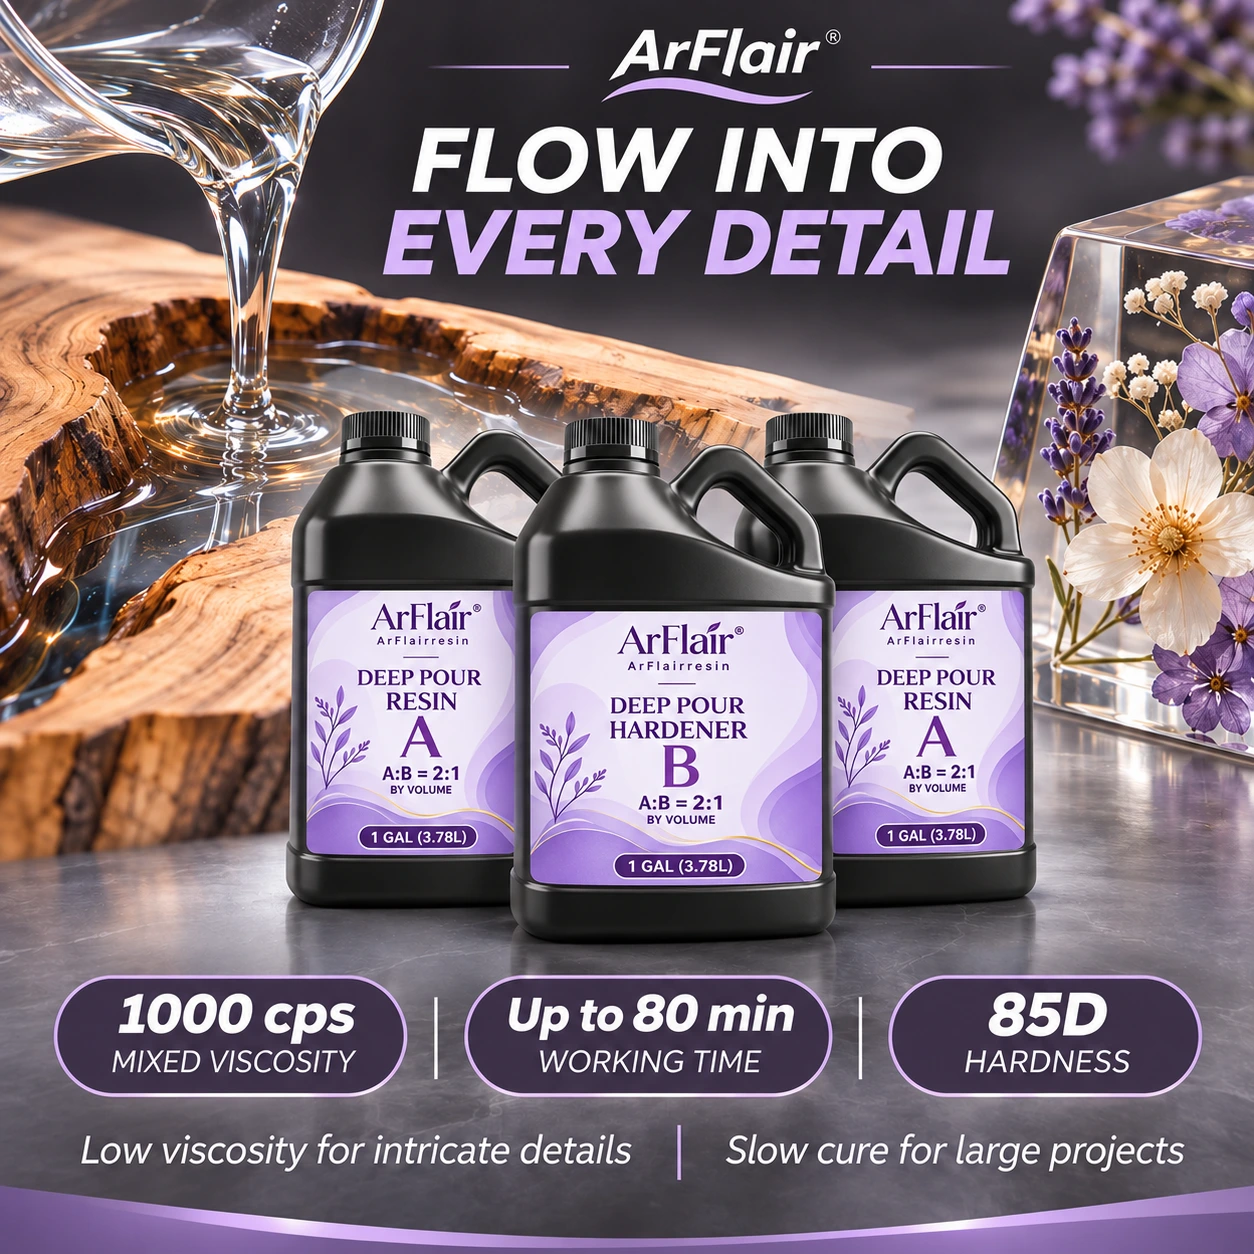 ArFlair®
FLOW INTO
EVERY DETAIL
ArFlair®
ArFlairresin
DEEP POUR
RESIN
A
A:B = 2:1
BY VOLUME
1 GAL (3.78L)
ArFlair®
ArFlairresin
DEEP POUR
HARDENER
B
A:B = 2:1
BY VOLUME
1 GAL (3.78L)
ArFlair®
ArFlairresin
DEEP POUR
RESIN
A
A:B = 2:1
BY VOLUME
1 GAL (3.78L)
1000 cps
MIXED VISCOSITY
Up to 80 min
WORKING TIME
85D
HARDNESS
Low viscosity for intricate details
Slow cure for large projects